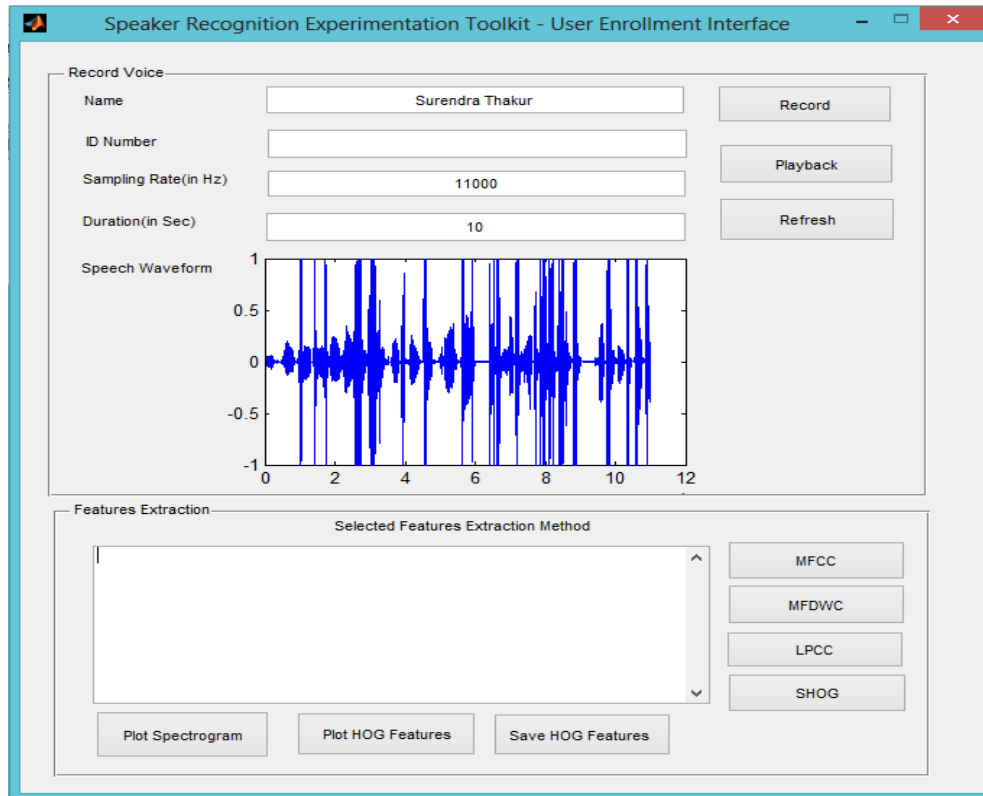 Speaker Recognition Experimentation Toolkit - User Enrollment Interface
Record Voice
Name
Surendra Thakur
Record
ID Number
Playback
Sampling Rate(in Hz)
11000
Duration(in Sec)
10
Refresh
Speech Waveform
1
0.5
0
-0.5
-1
0 2 4 6 8 10 12
Features Extraction
Selected Features Extraction Method
MFCC
MFDWC
LPCC
SHOG
Plot Spectrogram
Plot HOG Features
Save HOG Features